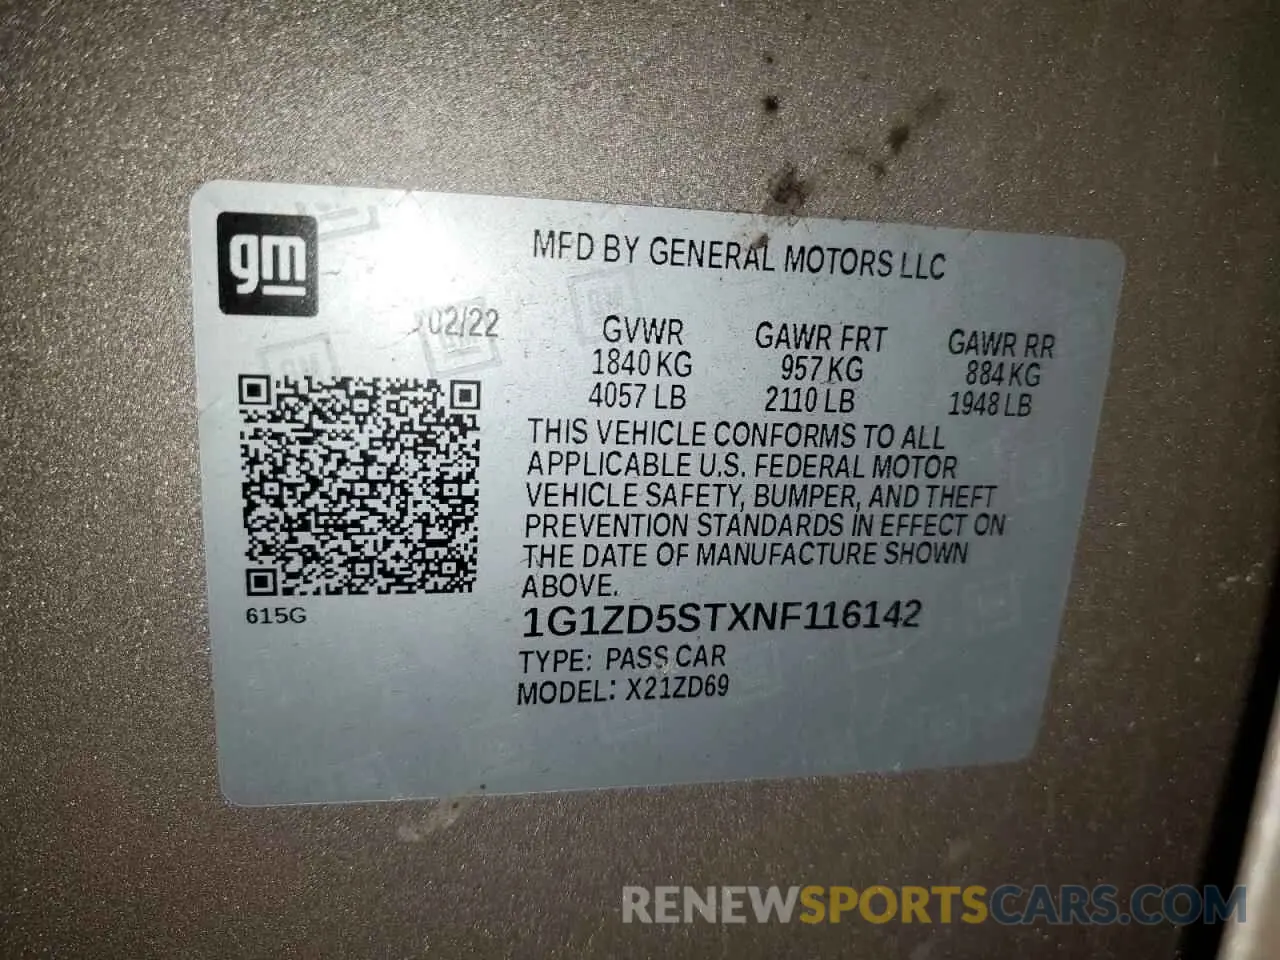 gm
MFD BY GENERAL MOTORS LLC
02/22
GVWR GAWR FRT GAWR RR
1840 KG 957 KG 884 KG
4057 LB 2110 LB 1948 LB
THIS VEHICLE CONFORMS TO ALL
APPLICABLE U.S. FEDERAL MOTOR
VEHICLE SAFETY, BUMPER, AND THEFT
PREVENTION STANDARDS IN EFFECT ON
THE DATE OF MANUFACTURE SHOWN
ABOVE.
615G
1G1ZD5STXNF116142
TYPE: PASS CAR
MODEL: X21ZD69
RENEWSPORTSCARS.COM